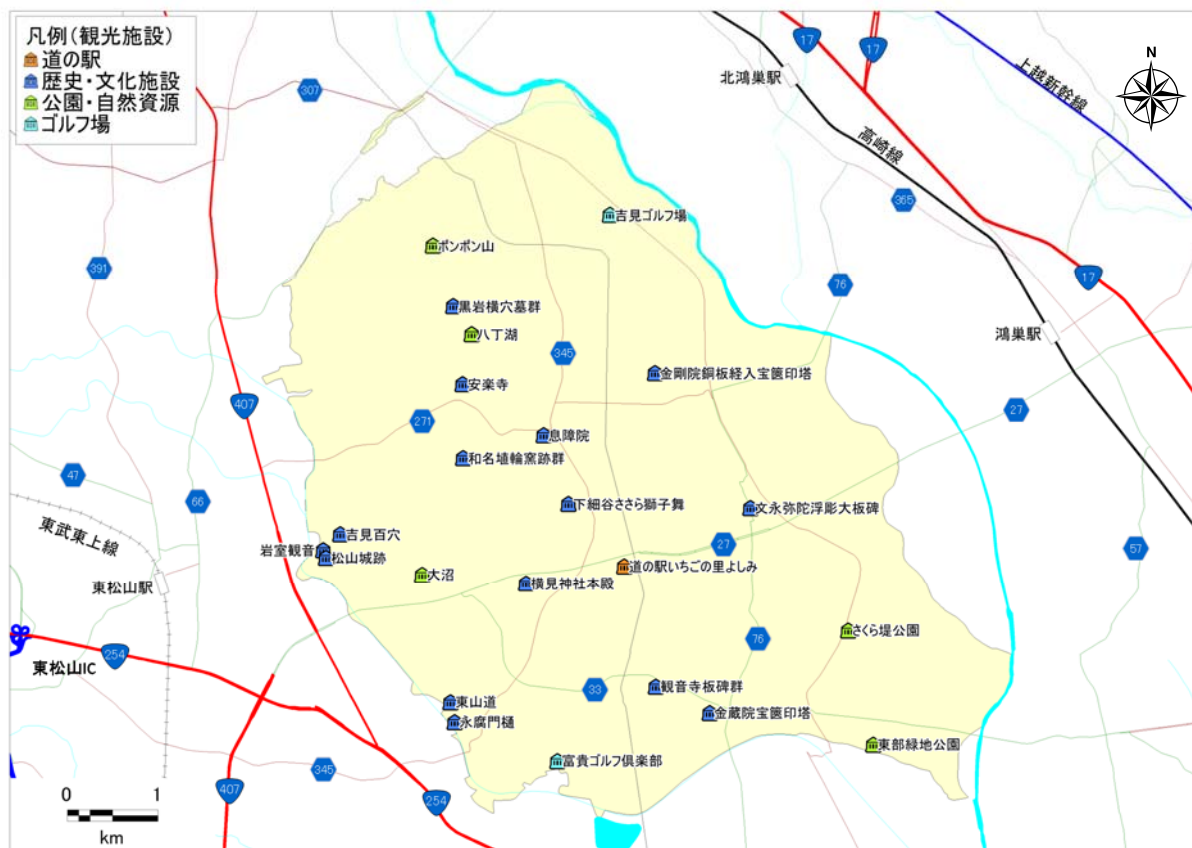 凡例(観光施設)
道の駅
歴史・文化施設
公園・自然資源
ゴルフ場
N
17
17
北鴻巣駅
上越新幹線
307
高崎線
365
吉見ゴルフ場
ポンポン山
391
76
17
黒岩横穴墓群
八丁湖
鴻巣駅
345
金剛院銅板経入宝篋印塔
安楽寺
407
27
271
息障院
和名埴輪窯跡群
47
66
下細谷ささら獅子舞
文永弥陀浮彫大板碑
東武東上線
吉見百穴
岩室観音
松山城跡
27
57
道の駅いちごの里よしみ
大沼
横見神社本殿
東松山駅
さくら堤公園
76
東松山IC
254
観音寺板碑群
33
東山道
金蔵院宝篋印塔
永腐門樋
東部緑地公園
富貴ゴルフ倶楽部
345
407
254
0 1
km